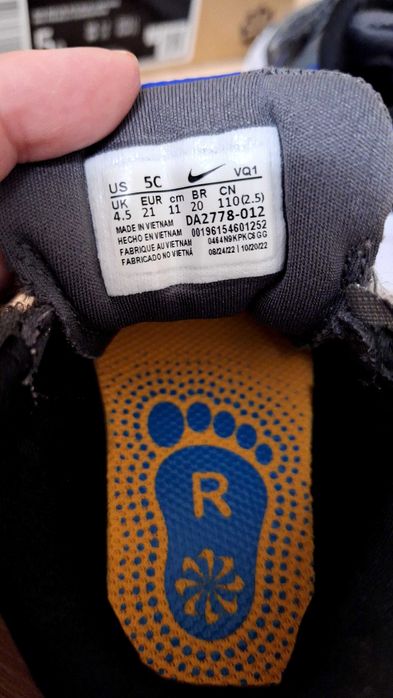 US 5C VQ1
UK EUR cm BR CN
4.5 21 11 20 110(2.5)
MADE IN VIETNAM DA2778-012
HECHO EN VIETNAM 00196154601252
FABRIQUE AU VIETNAM 0464N9KPKC8GG
FABRICADO NO VIETNÃ 08/24/22 | 10/20/22
R